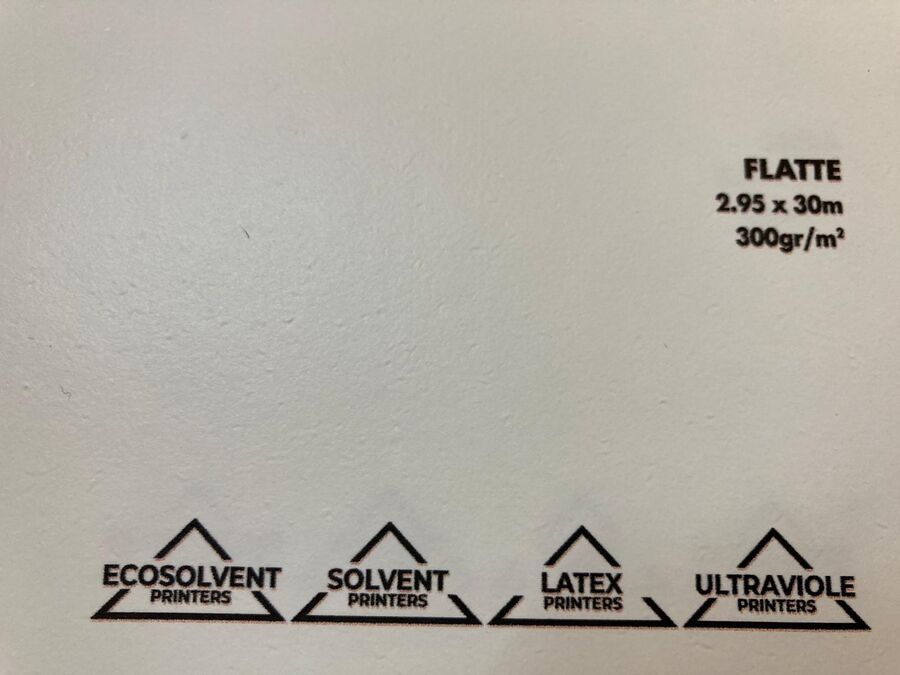 FLATTE
2.95 x 30m
300gr/m²
ECOSOLVENT
PRINTERS
SOLVENT
PRINTERS
LATEX
PRINTERS
ULTRAVIOLE
PRINTERS